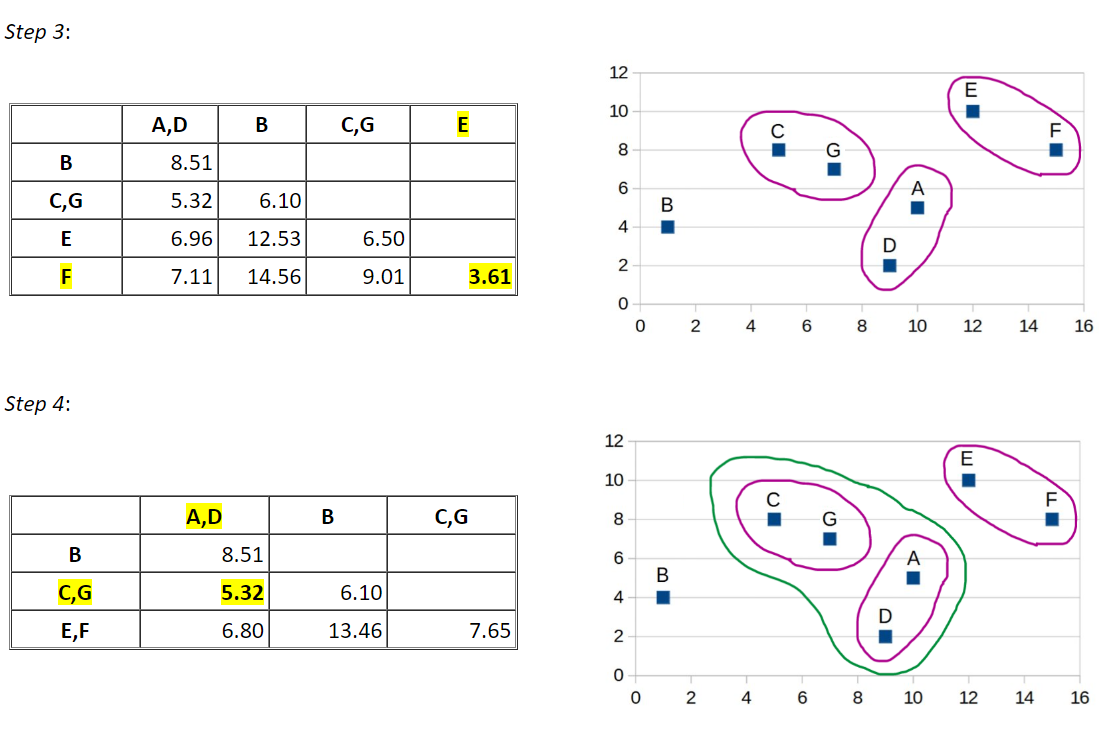 Step 3:
A,D B C,G E
B 8.51
C,G 5.32 6.10
E 6.96 12.53 6.50
F 7.11 14.56 9.01 3.61
12
10
8
6
4
2
0
0 2 4 6 8 10 12 14 16
E
F
C
G
A
B
D
Step 4:
A,D B C,G
B 8.51
C,G 5.32 6.10
E,F 6.80 13.46 7.65
12
10
8
6
4
2
0
0 2 4 6 8 10 12 14 16
E
F
C
G
A
B
D